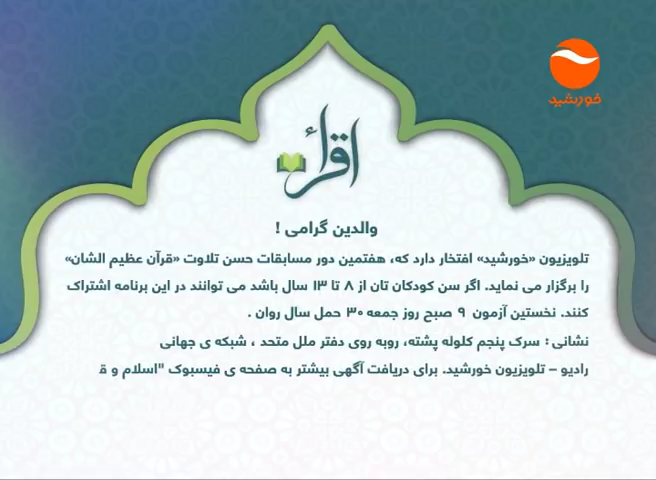 خورشید
اقرأ
والدین گرامی !
تلویزیون «خورشید» افتخار دارد که، هفتمین دور مسابقات حسن تلاوت «قرآن عظیم الشان»
را برگزار می نماید. اگر سن کودکان تان از ۸ تا ۱۳ سال باشد می توانند در این برنامه اشتراک
کنند. نخستین آزمون ۹ صبح روز جمعه ۳۰ حمل سال روان .
نشانی : سرک پنجم کلوله پشته، روبه روی دفتر ملل متحد ، شبکه ی جهانی
رادیو – تلویزیون خورشید. برای دریافت آگهی بیشتر به صفحه ی فیسبوک "اسلام و ق